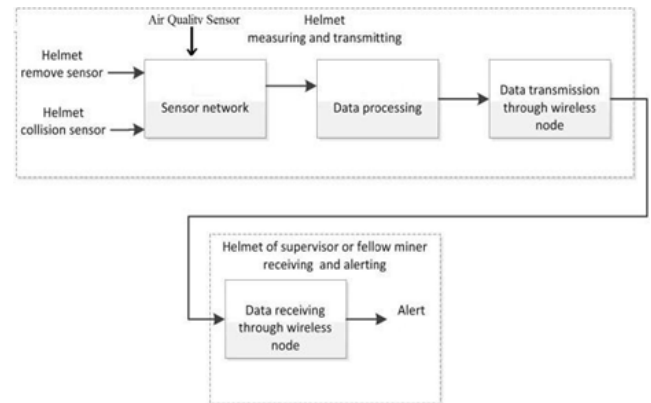 Air Quality Sensor
Helmet
measuring and transmitting
Helmet
remove sensor
Helmet
collision sensor
Sensor network
Data processing
Data transmission
through wireless
node
Helmet of supervisor or fellow miner
receiving and alerting
Data receiving
through wireless
node
Alert